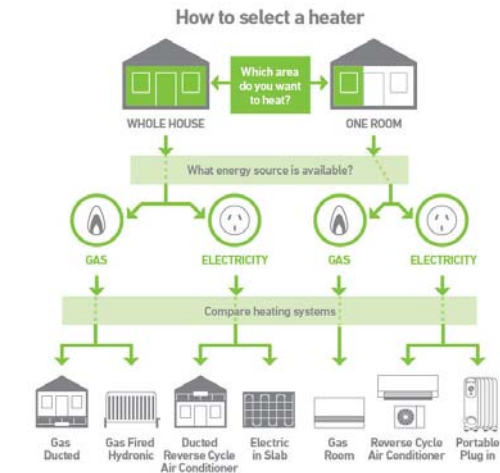 How to select a heater
Which area
do you want
to heat?
WHOLE HOUSE
ONE ROOM
What energy source is available?
GAS
ELECTRICITY
GAS
ELECTRICITY
Compare heating systems
Gas
Ducted
Gas Fired
Hydronic
Ducted
Reverse Cycle
Air Conditioner
Electric
in Slab
Gas
Room
Reverse Cycle
Air Conditioner
Portable
Plug in